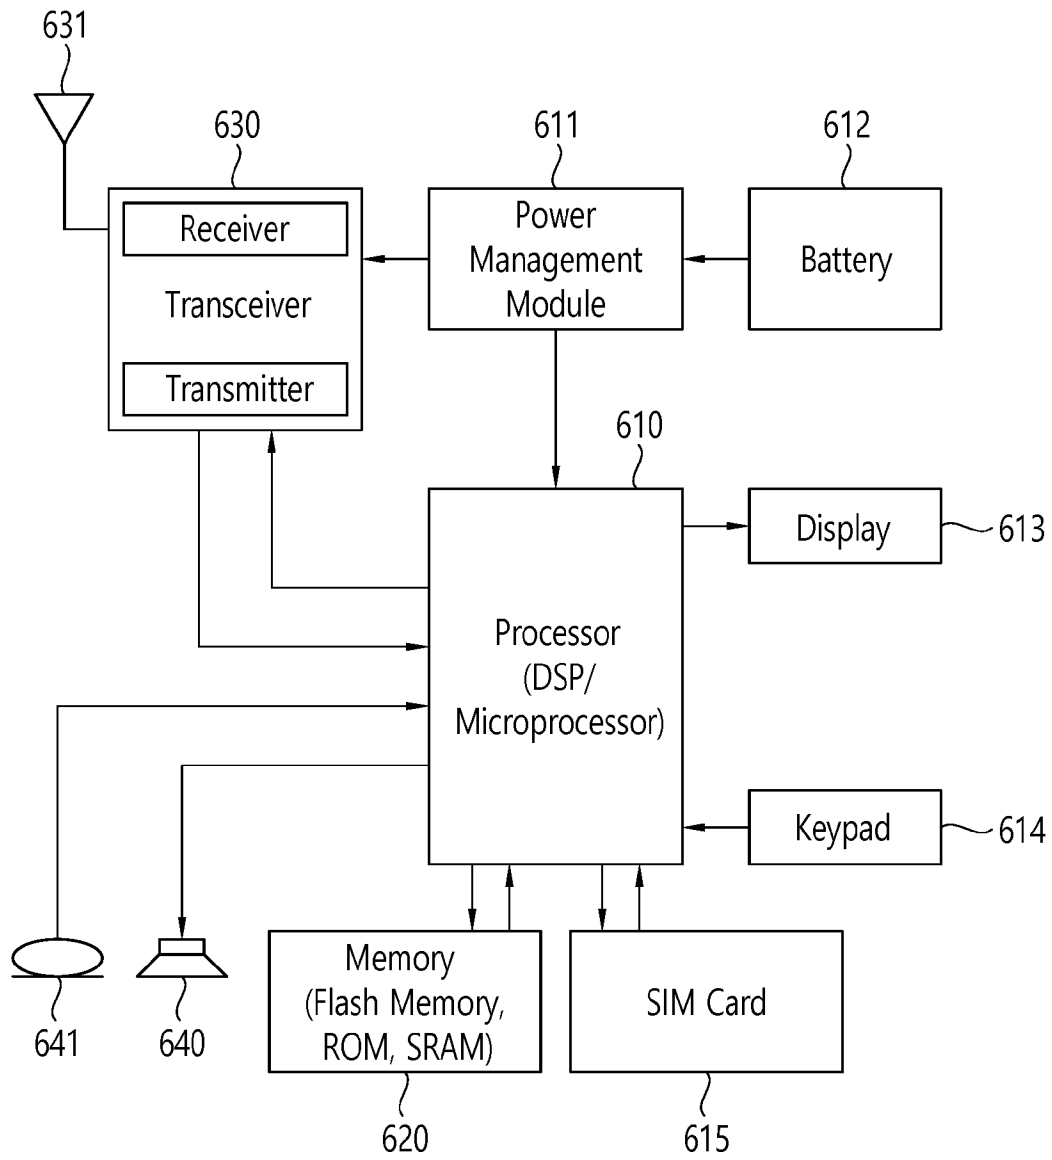 631
630
611
612
Receiver
Transceiver
Transmitter
Power
Management
Module
Battery
610
Display
613
Processor
(DSP/
Microprocessor)
Keypad
614
641
640
Memory
(Flash Memory,
ROM, SRAM)
SIM Card
620
615